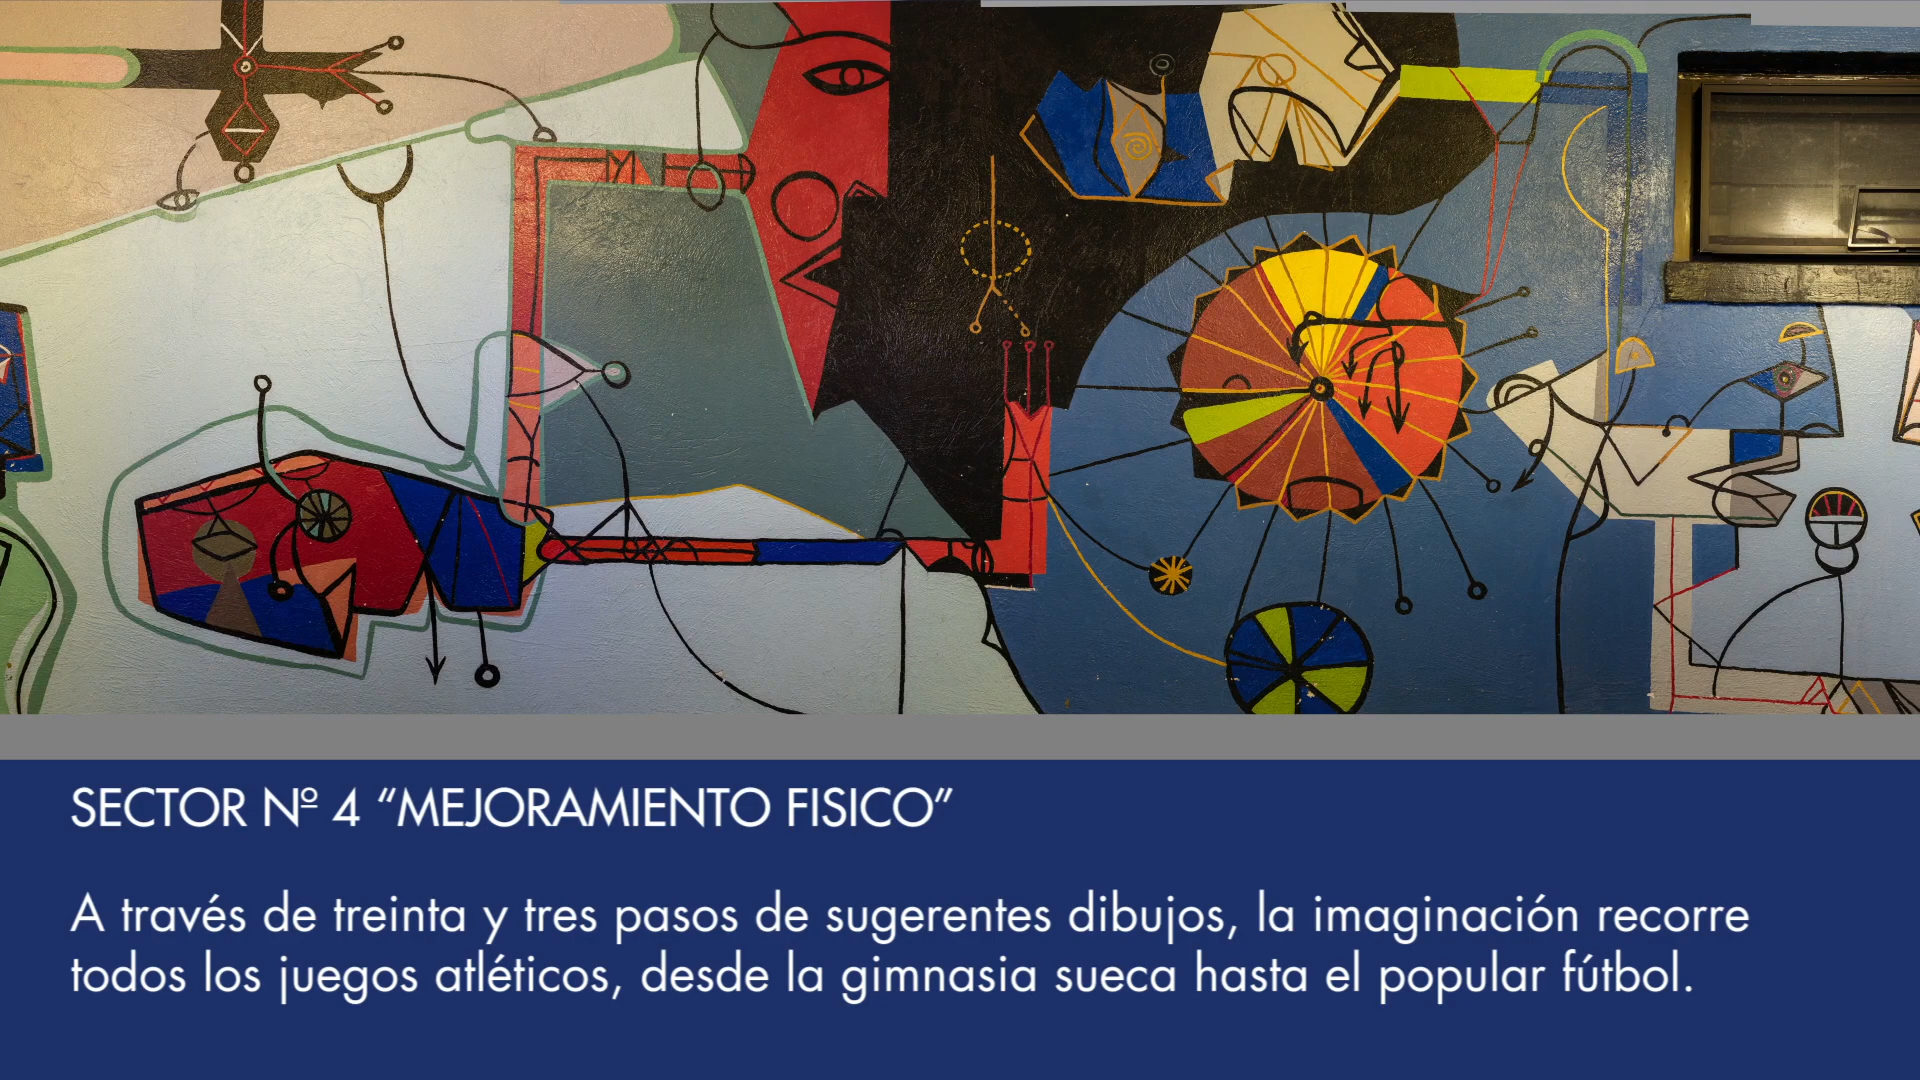 SECTOR Nº 4 “MEJORAMIENTO FISICO”
A través de treinta y tres pasos de sugerentes dibujos, la imaginación recorre
todos los juegos atléticos, desde la gimnasia sueca hasta el popular fútbol.